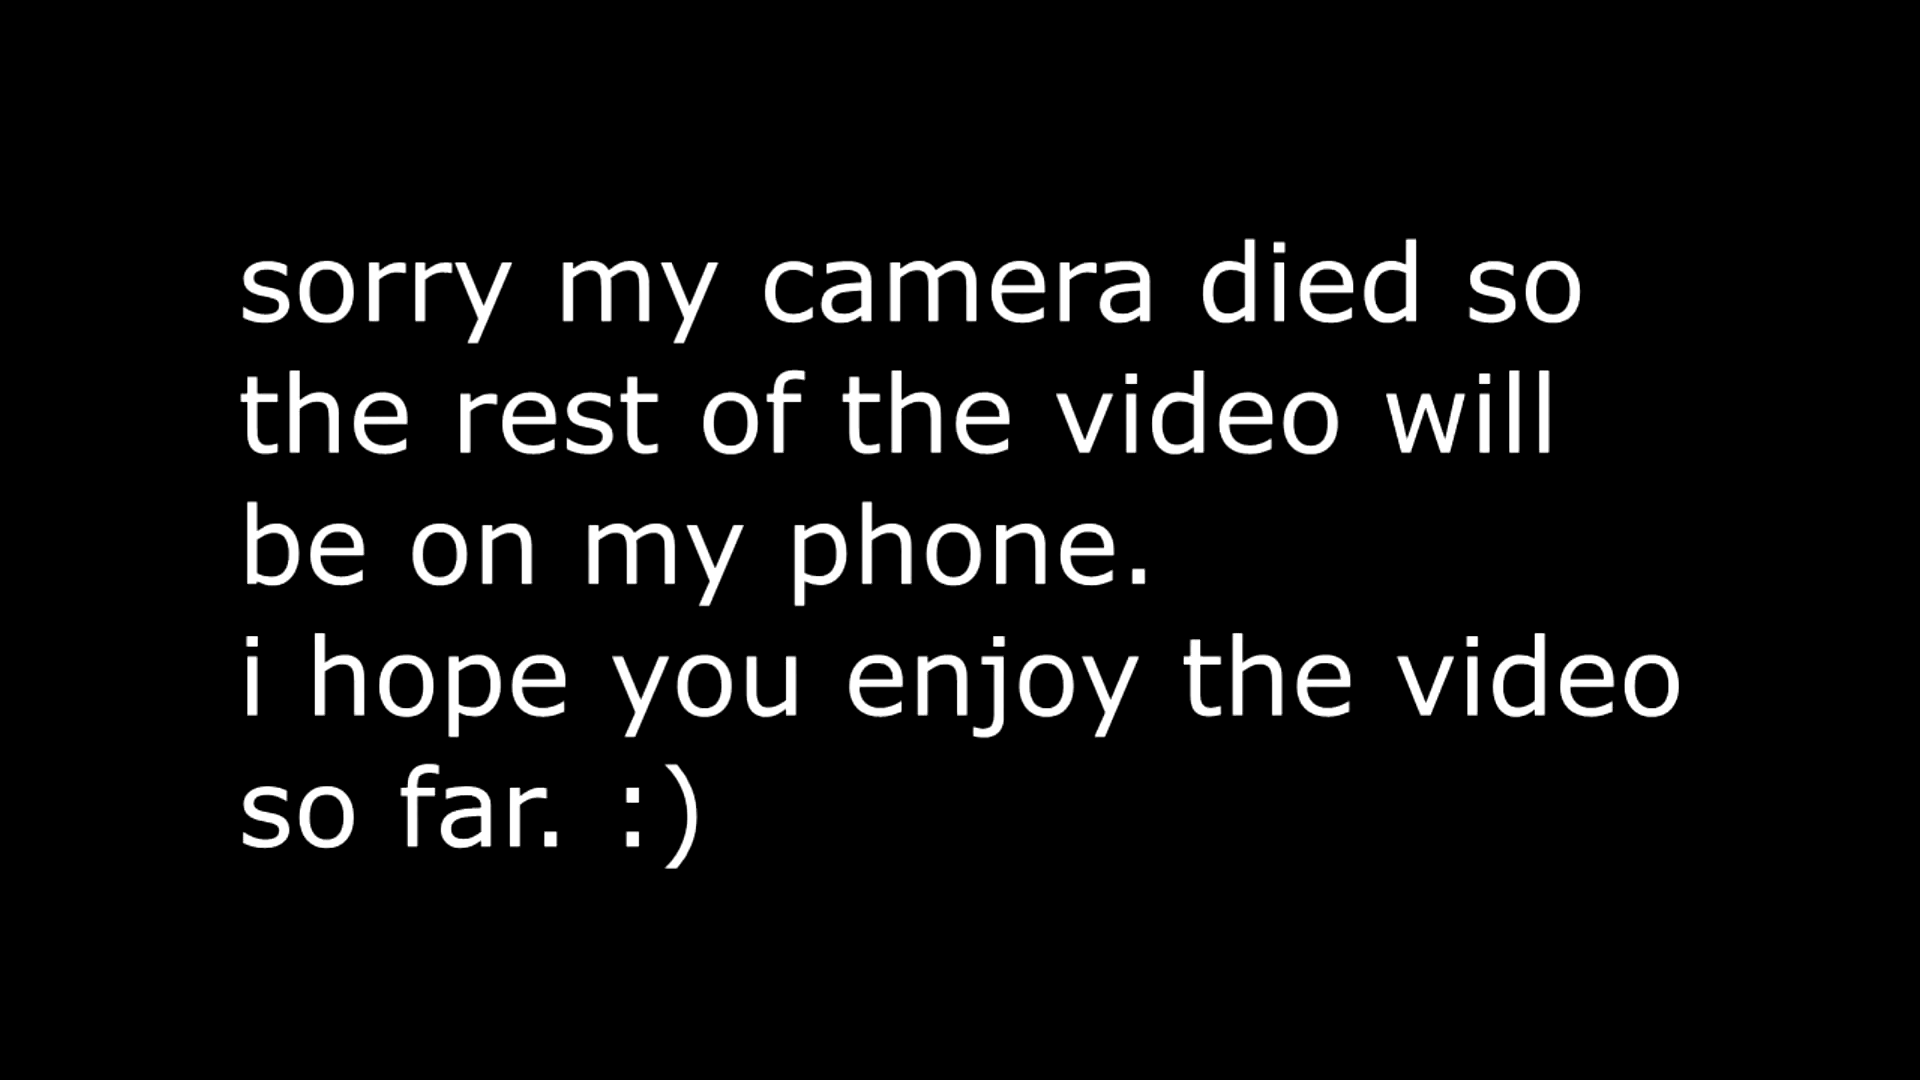 sorry my camera died so
the rest of the video will
be on my phone.
i hope you enjoy the video
so far. :)